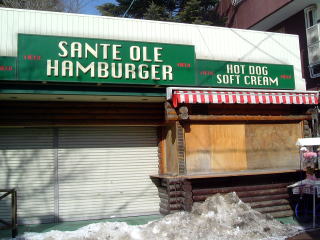 SANTE OLE
HAMBURGER
HOT DOG
SOFT CREAM